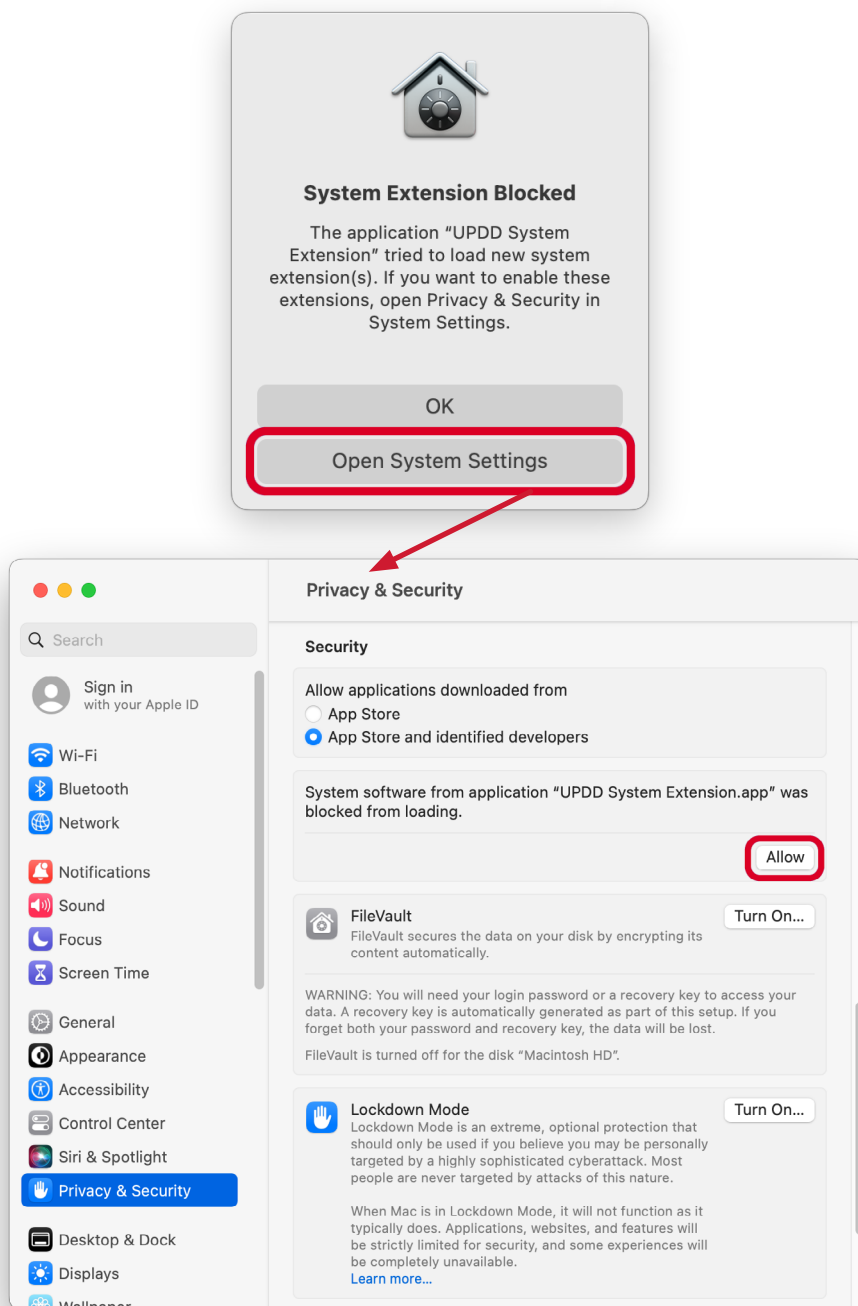 System Extension Blocked
The application “UPDD System
Extension” tried to load new system
extension(s). If you want to enable these
extensions, open Privacy & Security in
System Settings.
OK
Open System Settings
Privacy & Security
Search
Sign in
with your Apple ID
Wi-Fi
Bluetooth
Network
Notifications
Sound
Focus
Screen Time
General
Appearance
Accessibility
Control Center
Siri & Spotlight
Privacy & Security
Desktop & Dock
Displays
Wallpaper
Security
Allow applications downloaded from
App Store
App Store and identified developers
System software from application “UPDD System Extension.app” was
blocked from loading.
Allow
FileVault
Turn On...
FileVault secures the data on your disk by encrypting its
content automatically.
WARNING: You will need your login password or a recovery key to access your
data. A recovery key is automatically generated as part of this setup. If you
forget both your password and recovery key, the data will be lost.
FileVault is turned off for the disk “Macintosh HD”.
Lockdown Mode
Turn On...
Lockdown Mode is an extreme, optional protection that
should only be used if you believe you may be personally
targeted by a highly sophisticated cyberattack. Most
people are never targeted by attacks of this nature.
When Mac is in Lockdown Mode, it will not function as it
typically does. Applications, websites, and features will
be strictly limited for security, and some experiences will
be completely unavailable.
Learn more...